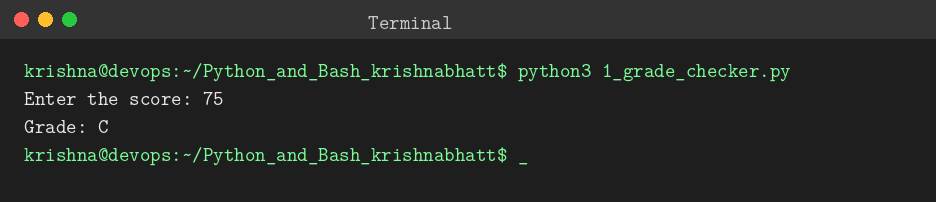 Terminal
krishna@devops:~/Python_and_Bash_krishnabhatt$ python3 1_grade_checker.py
Enter the score: 75
Grade: C
krishna@devops:~/Python_and_Bash_krishnabhatt$ _